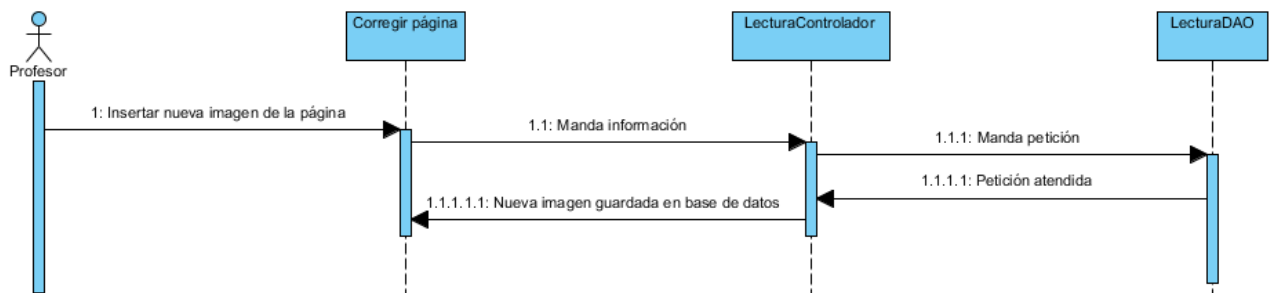 Corregir página
LecturaControlador
LecturaDAO
Profesor
1: Insertar nueva imagen de la página
1.1: Manda información
1.1.1: Manda petición
1.1.1.1: Petición atendida
1.1.1.1.1: Nueva imagen guardada en base de datos